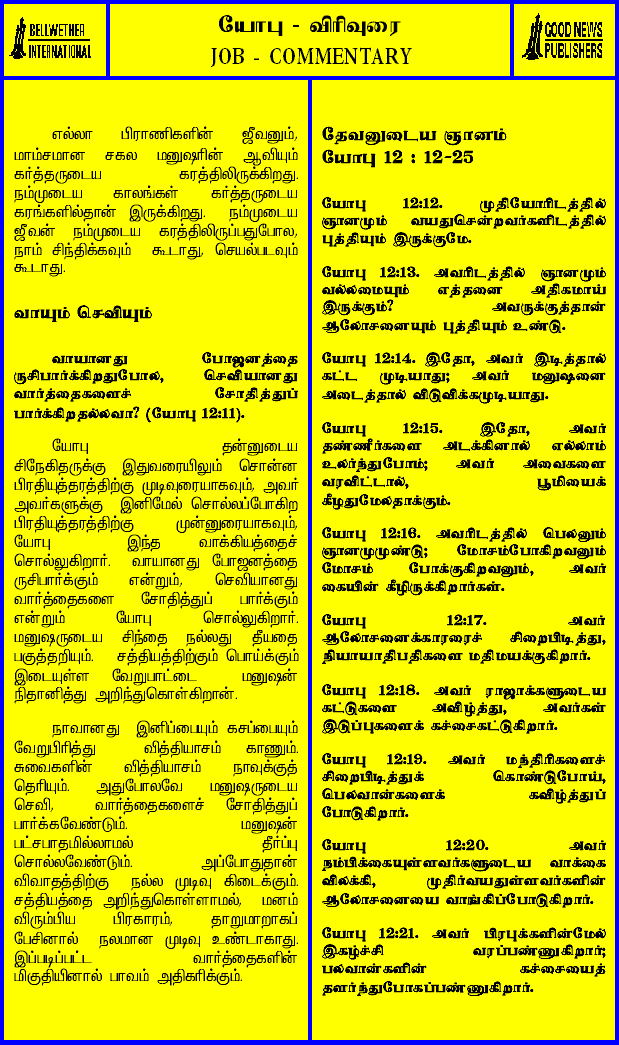 BELLWETHER
INTERNATIONAL
யோபு - விரிவுரை
JOB - COMMENTARY
GOOD NEWS
PUBLISHERS
எல்லா பிராணிகளின் ஜீவனும்,
மாம்சமான சகல மனுஷரின் ஆவியும்
கர்த்தருடைய கரத்திலிருக்கிறது.
நம்முடைய காலங்கள் கர்த்தருடைய
கரங்களில்தான் இருக்கிறது. நம்முடைய
ஜீவன் நம்முடைய கரத்திலிருப்பதுபோல,
நாம் சிந்திக்கவும் கூடாது, செயல்படவும்
கூடாது.
வாயும் செவியும்
வாயானது போஜனத்தை
ருசிபார்க்கிறதுபோல, செவியானது
வார்த்தைகளைச் சோதித்துப்
பார்க்கிறதல்லவா? (யோபு 12:11).
யோபு தன்னுடைய
சிநேகிதருக்கு இதுவரையிலும் சொன்ன
பிரதியுத்தரத்திற்கு முடிவுரையாகவும், அவர்
அவர்களுக்கு இனிமேல் சொல்லப்போகிற
பிரதியுத்தரத்திற்கு முன்னுரையாகவும்,
யோபு இந்த வாக்கியத்தைச்
சொல்லுகிறார். வாயானது போஜனத்தை
ருசிபார்க்கும் என்றும், செவியானது
வார்த்தைகளை சோதித்துப் பார்க்கும்
என்றும் யோபு சொல்லுகிறார்.
மனுஷருடைய சிந்தை நல்லது தீயதை
பகுத்தறியும். சத்தியத்திற்கும் பொய்க்கும்
இடையுள்ள வேறுபாட்டை மனுஷன்
நிதானித்து அறிந்துகொள்கிறான்.
நாவானது இனிப்பையும் கசப்பையும்
வேறுபிரித்து வித்தியாசம் காணும்.
சுவைகளின் வித்தியாசம் நாவுக்குத்
தெரியும். அதுபோலவே மனுஷருடைய
செவி, வார்த்தைகளைச் சோதித்துப்
பார்க்கவேண்டும். மனுஷன்
பட்சபாதமில்லாமல் தீர்ப்பு
சொல்லவேண்டும். அப்போதுதான்
விவாதத்திற்கு நல்ல முடிவு கிடைக்கும்.
சத்தியத்தை அறிந்துகொள்ளாமல், மனம்
விரும்பிய பிரகாரம், தாறுமாறாகப்
பேசினால் நலமான முடிவு உண்டாகாது.
இப்படிப்பட்ட வார்த்தைகளின்
மிகுதியினால் பாவம் அதிகரிக்கும்.
தேவனுடைய ஞானம்
யோபு 12 : 12-25
யோபு 12:12. முதியோரிடத்தில்
ஞானமும் வயதுசென்றவர்களிடத்தில்
புத்தியும் இருக்குமே.
யோபு 12:13. அவரிடத்தில் ஞானமும்
வல்லமையும் எத்தனை அதிகமாய்
இருக்கும்? அவருக்குத்தான்
ஆலோசனையும் புத்தியும் உண்டு.
யோபு 12:14. இதோ, அவர் இடித்தால்
கட்ட முடியாது; அவர் மனுஷனை
அடைத்தால் விடுவிக்கமுடியாது.
யோபு 12:15. இதோ, அவர்
தண்ணீர்களை அடக்கினால் எல்லாம்
உலர்ந்துபோம்; அவர் அவைகளை
வரவிட்டால், பூமியைக்
கீழதுமேலதாக்கும்.
யோபு 12:16. அவரிடத்தில் பெலனும்
ஞானமுமுண்டு; மோசம்போகிறவனும்
மோசம் போக்குகிறவனும், அவர்
கையின் கீழிருக்கிறார்கள்.
யோபு 12:17. அவர்
ஆலோசனைக்காரரைச் சிறைபிடித்து,
நியாயாதிபதிகளை மதிமயக்குகிறார்.
யோபு 12:18. அவர் ராஜாக்களுடைய
கட்டுகளை அவிழ்த்து, அவர்கள்
இடுப்புகளைக் கச்சைகட்டுகிறார்.
யோபு 12:19. அவர் மந்திரிகளைச்
சிறைபிடித்துக் கொண்டுபோய்,
பெலவான்களைக் கவிழ்த்துப்
போடுகிறார்.
யோபு 12:20. அவர்
நம்பிக்கையுள்ளவர்களுடைய வாக்கை
விலக்கி, முதிர்வயதுள்ளவர்களின்
ஆலோசனையை வாங்கிப்போடுகிறார்.
யோபு 12:21. அவர் பிரபுக்களின்மேல்
இகழ்ச்சி வரப்பண்ணுகிறார்;
பலவான்களின் கச்சையைத்
தளர்ந்துபோகப்பண்ணுகிறார்.